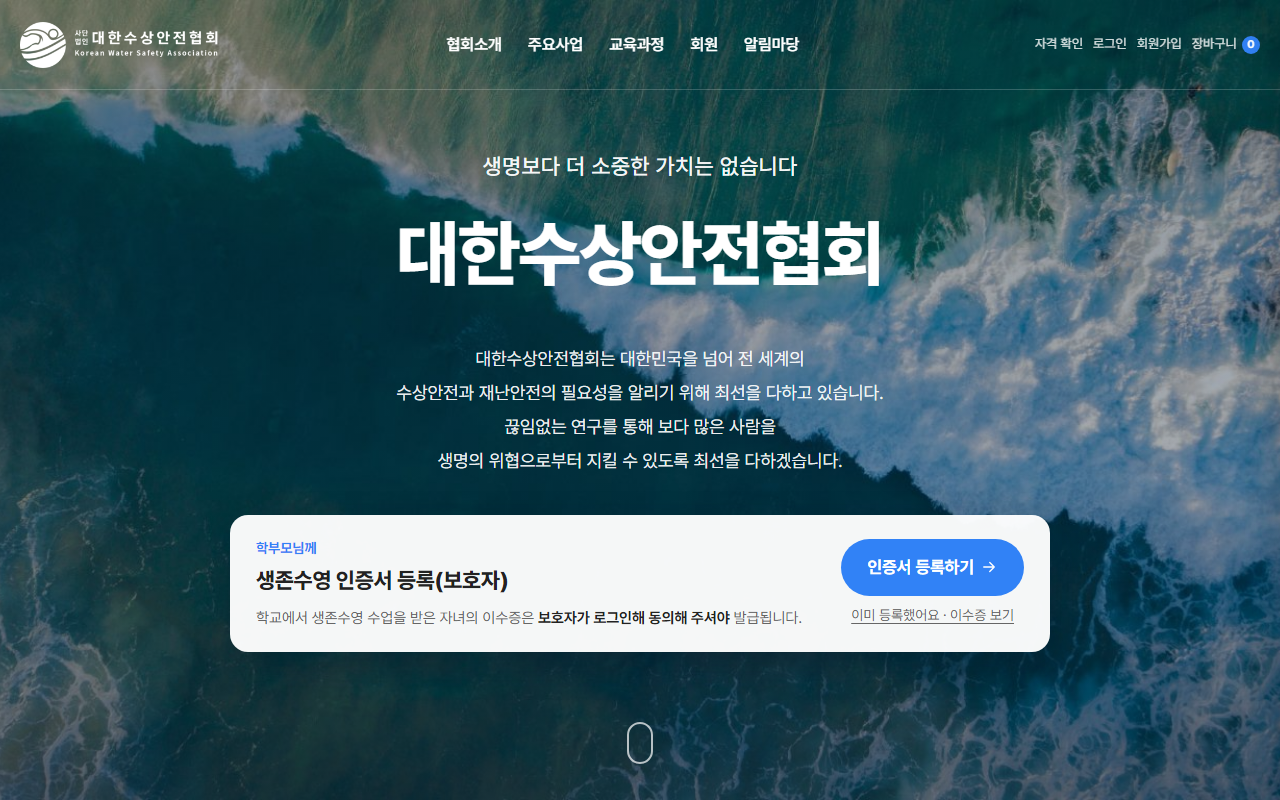 사단
법인 대한수상안전협회
Korean Water Safety Association
협회소개 주요사업 교육과정 회원 알림마당
자격 확인 로그인 회원가입 장바구니 0
생명보다 더 소중한 가치는 없습니다
대한수상안전협회
대한수상안전협회는 대한민국을 넘어 전 세계의
수상안전과 재난안전의 필요성을 알리기 위해 최선을 다하고 있습니다.
끊임없는 연구를 통해 보다 많은 사람을
생명의 위협으로부터 지킬 수 있도록 최선을 다하겠습니다.
학부모님께
생존수영 인증서 등록(보호자)
학교에서 생존수영 수업을 받은 자녀의 이수증은 보호자가 로그인해 동의해 주셔야 발급됩니다.
인증서 등록하기 →
이미 등록했어요 · 이수증 보기